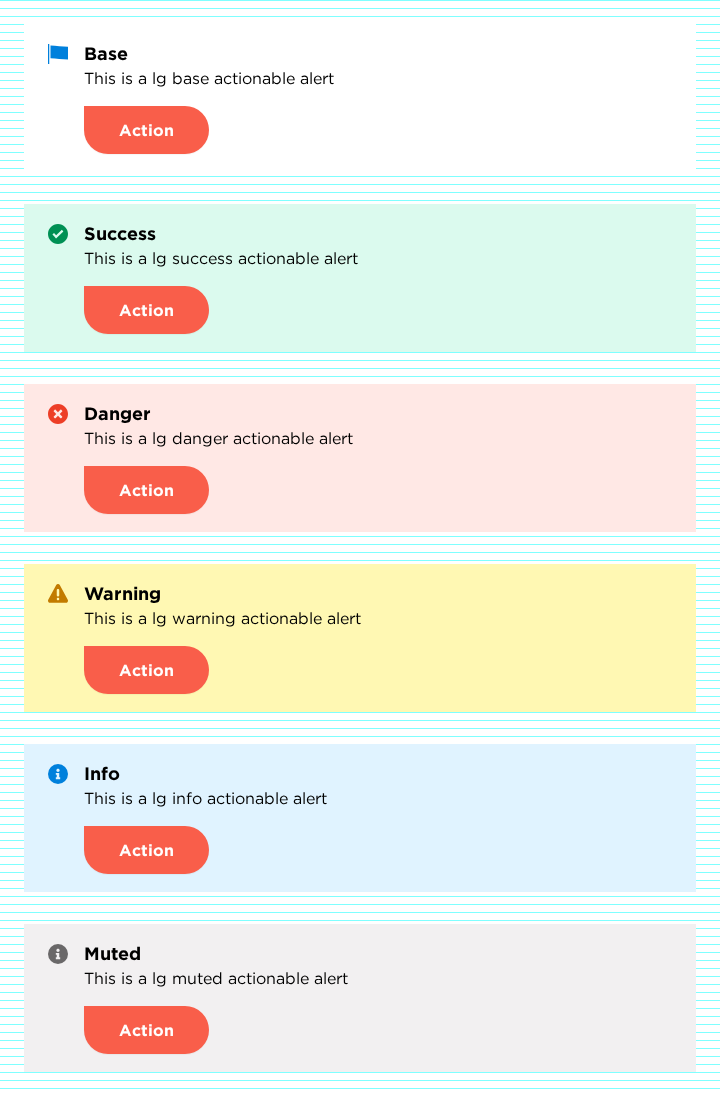 Base
This is a lg base actionable alert
Action
Success
This is a lg success actionable alert
Action
Danger
This is a lg danger actionable alert
Action
Warning
This is a lg warning actionable alert
Action
Info
This is a lg info actionable alert
Action
Muted
This is a lg muted actionable alert
Action